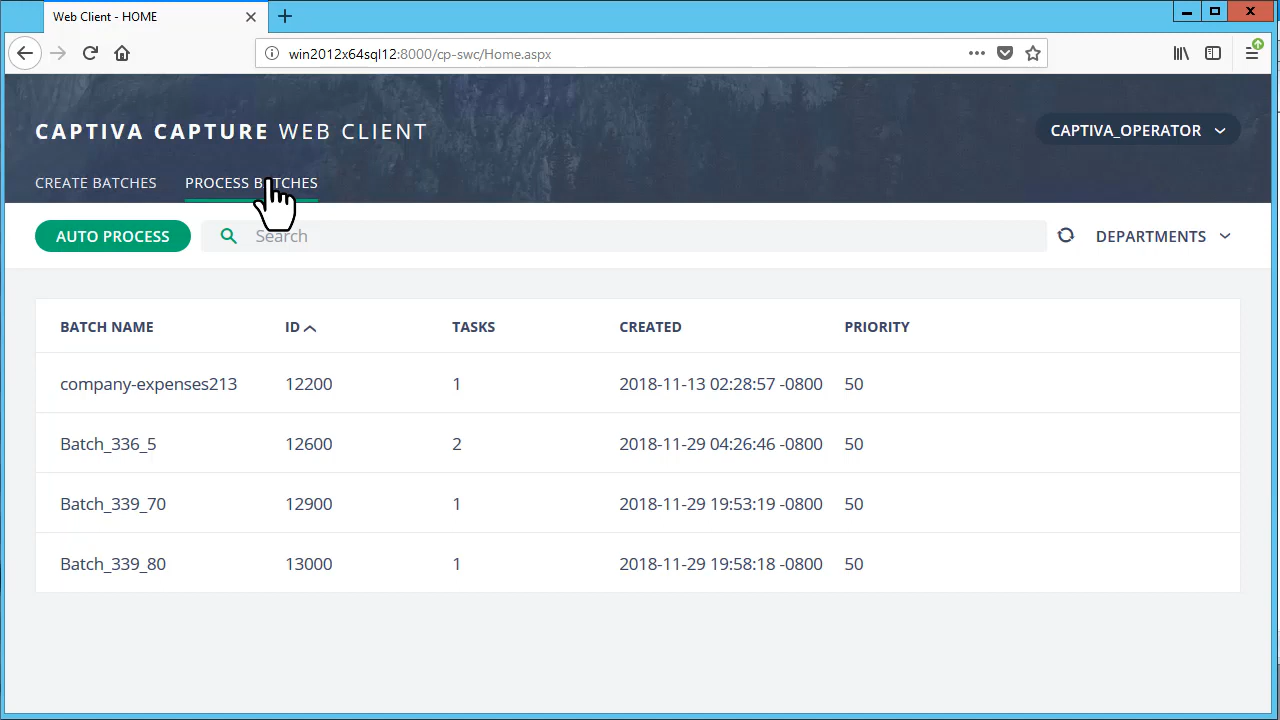 Web Client - HOME
win2012x64sql12:8000/cp-swc/Home.aspx
CAPTIVA CAPTURE WEB CLIENT
CAPTIVA_OPERATOR
CREATE BATCHES PROCESS BATCHES
AUTO PROCESS Search DEPARTMENTS
BATCH NAME ID TASKS CREATED PRIORITY
company-expenses213 12200 1 2018-11-13 02:28:57 -0800 50
Batch_336_5 12600 2 2018-11-29 04:26:46 -0800 50
Batch_339_70 12900 1 2018-11-29 19:53:19 -0800 50
Batch_339_80 13000 1 2018-11-29 19:58:18 -0800 50